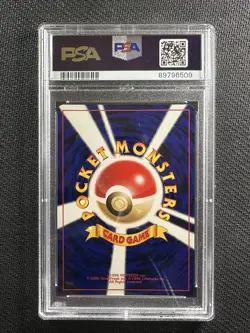 PSA
PSA
89796509
POCKET MONSTERS
CARD GAME